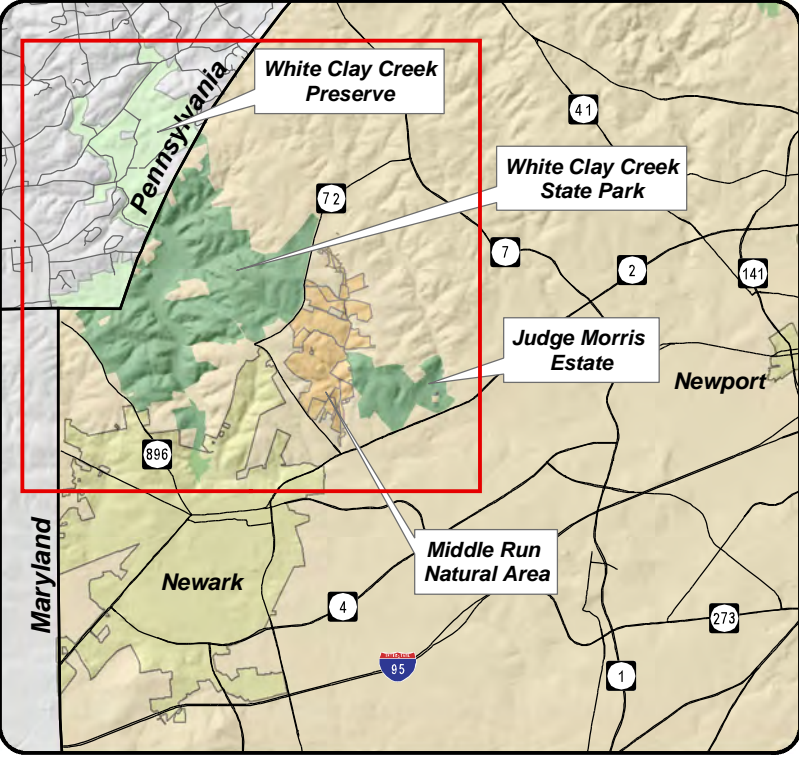 White Clay Creek
Preserve
Pennsylvania
41
White Clay Creek
State Park
72
7
2
141
Judge Morris
Estate
Newport
896
Maryland
Middle Run
Natural Area
Newark
4
273
95
1